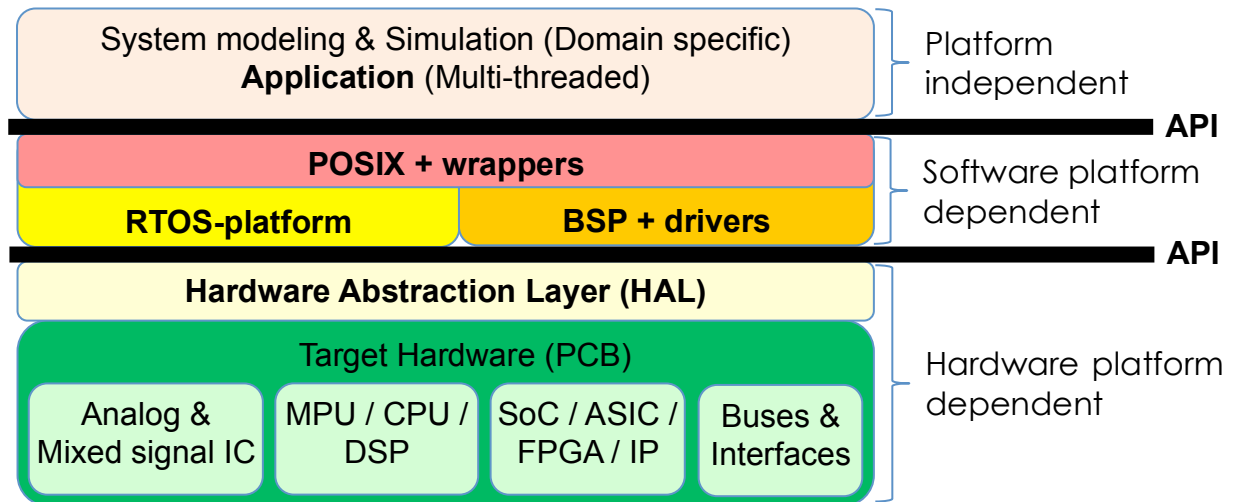 System modeling & Simulation (Domain specific)
Application (Multi-threaded)
Platform
independent
API
POSIX + wrappers
Software platform
dependent
RTOS-platform
BSP + drivers
API
Hardware Abstraction Layer (HAL)
Target Hardware (PCB)
Hardware platform
dependent
Analog &
Mixed signal IC
MPU / CPU /
DSP
SoC / ASIC /
FPGA / IP
Buses &
Interfaces